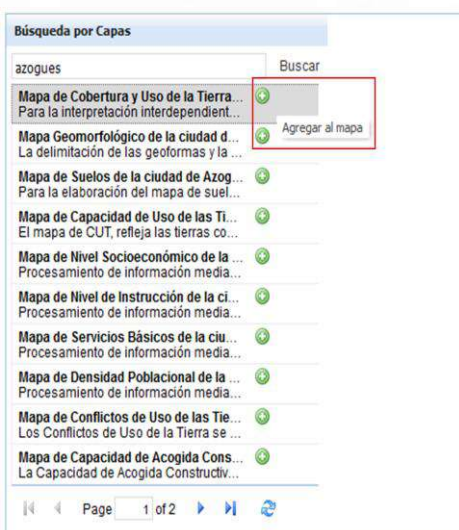 Búsqueda por Capas
azogues Buscar
Mapa de Cobertura y Uso de la Tierra...
Para la interpretación interdependient...
Agregar al mapa
Mapa Geomorfológico de la ciudad d...
La delimitación de las geoformas y la ...
Mapa de Suelos de la ciudad de Azog...
Para la elaboración del mapa de suel...
Mapa de Capacidad de Uso de las Ti...
El mapa de CUT, refleja las tierras co...
Mapa de Nivel Socioeconómico de la ...
Procesamiento de información media...
Mapa de Nivel de Instrucción de la ci...
Procesamiento de información media...
Mapa de Servicios Básicos de la ciu...
Procesamiento de información media...
Mapa de Densidad Poblacional de la ...
Procesamiento de información media...
Mapa de Conflictos de Uso de las Tie...
Los Conflictos de Uso de la Tierra se ...
Mapa de Capacidad de Acogida Cons...
La Capacidad de Acogida Constructiv...
Page 1 of 2